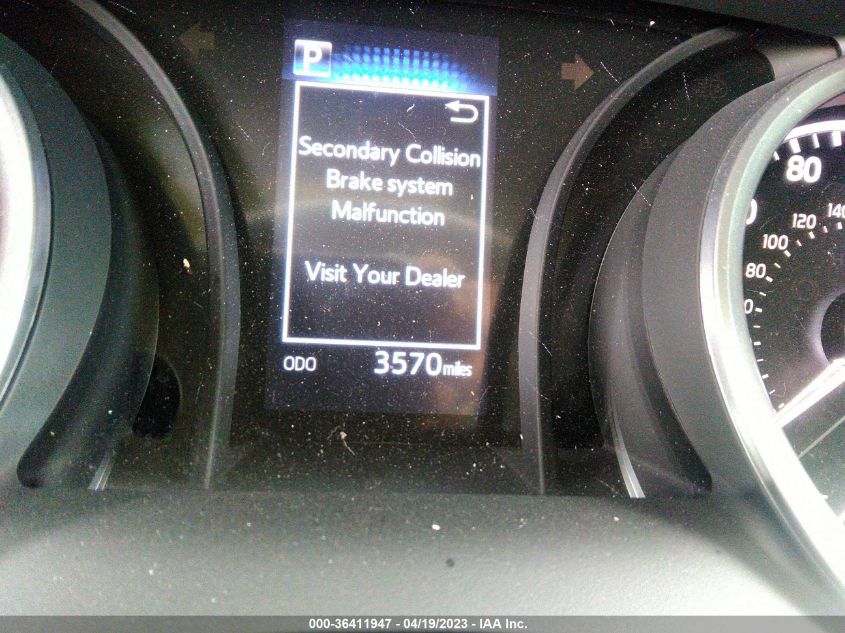 P
Secondary Collision
Brake system
Malfunction
Visit Your Dealer
ODO 3570 miles
80
100 120 140
80
000-36411947 - 04/19/2023 - IAA Inc.